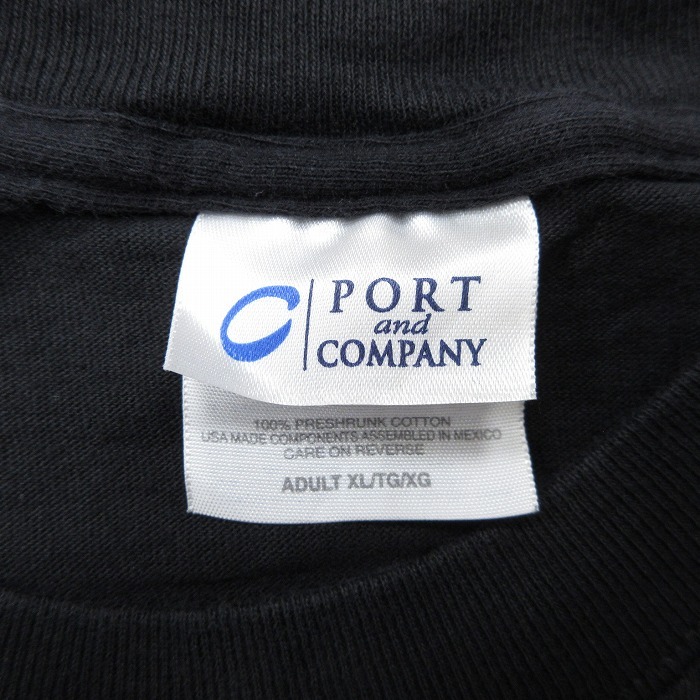 PORT
and
COMPANY
100% PRESHRUNK COTTON
USA MADE COMPONENTS ASSEMBLED IN MEXICO
CARE ON REVERSE
ADULT XL/TG/XG